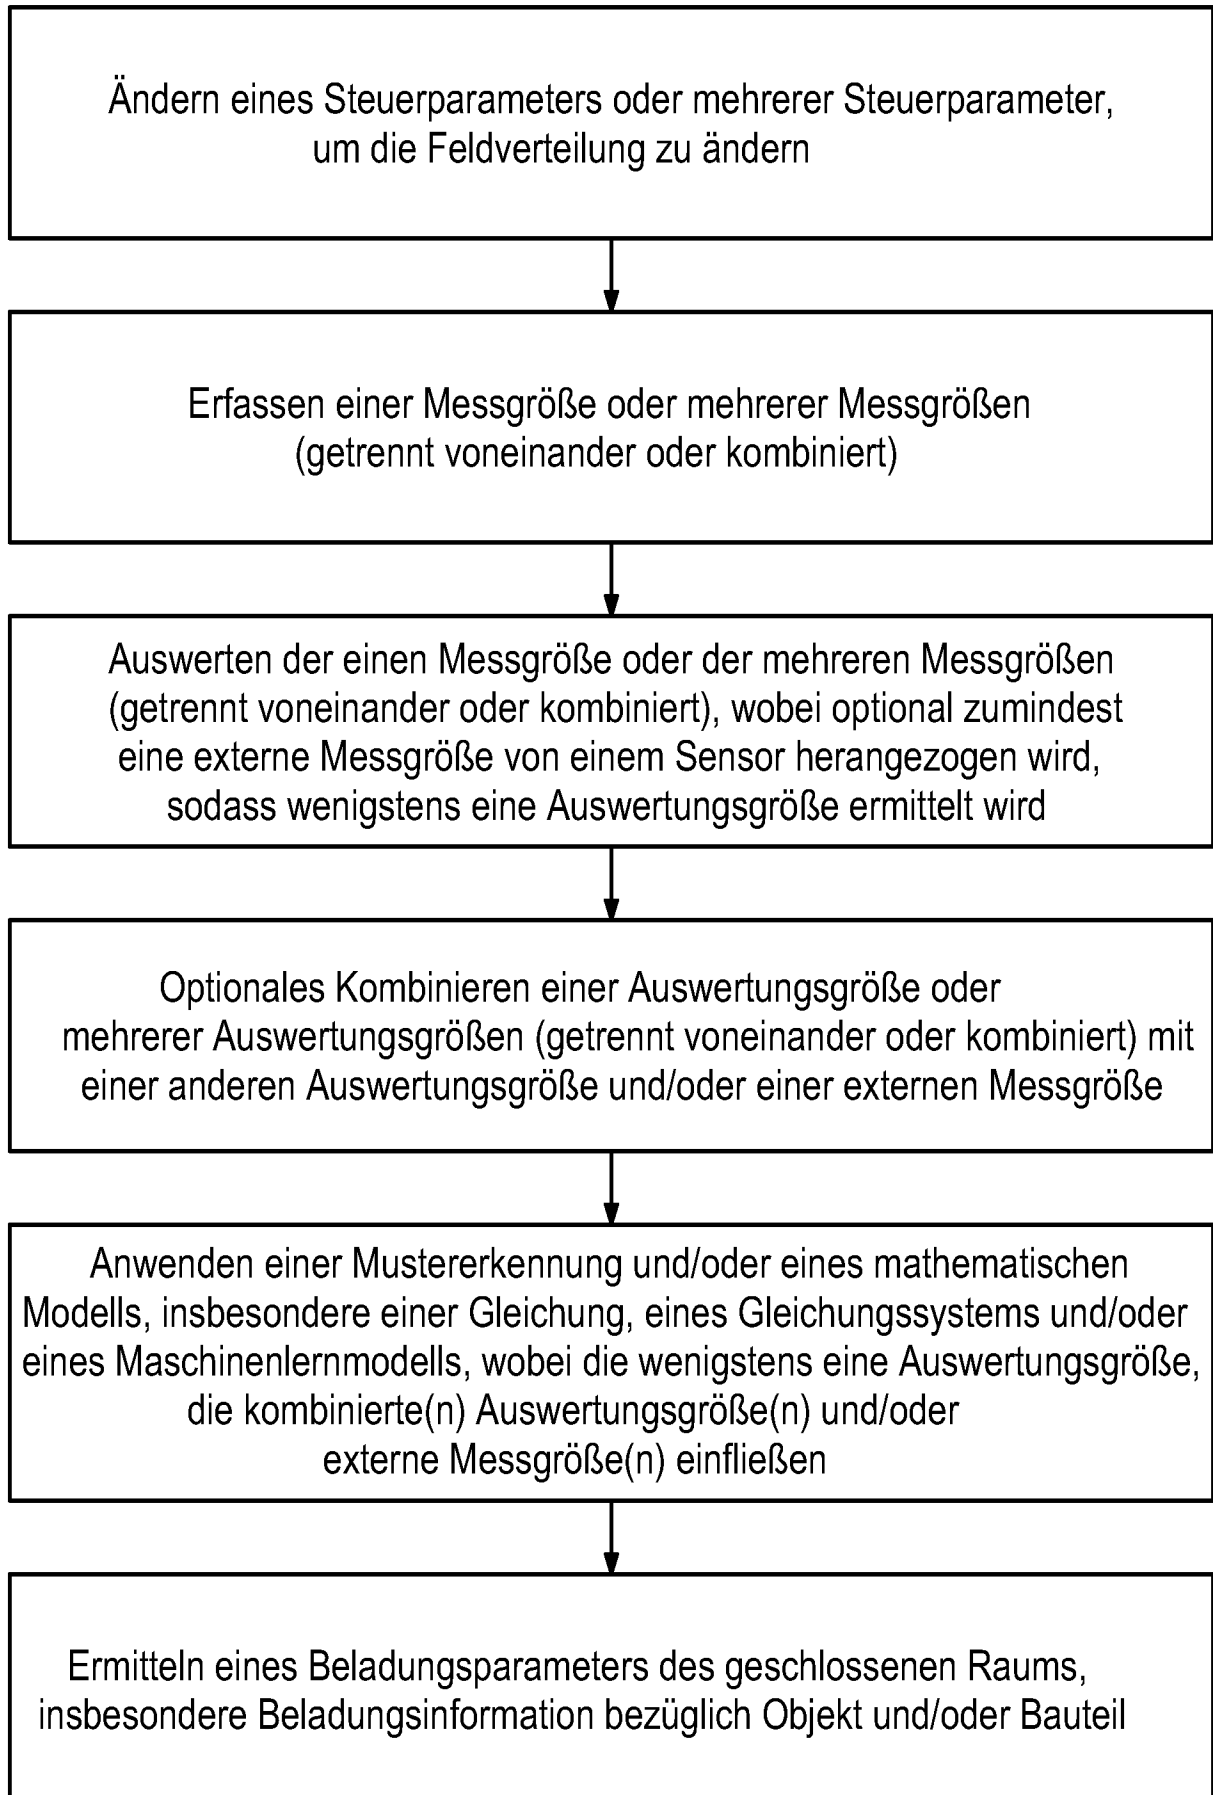 Ändern eines Steuerparameters oder mehrerer Steuerparameter,
um die Feldverteilung zu ändern
Erfassen einer Messgröße oder mehrerer Messgrößen
(getrennt voneinander oder kombiniert)
Auswerten der einen Messgröße oder der mehreren Messgrößen
(getrennt voneinander oder kombiniert), wobei optional zumindest
eine externe Messgröße von einem Sensor herangezogen wird,
sodass wenigstens eine Auswertungsgröße ermittelt wird
Optionales Kombinieren einer Auswertungsgröße oder
mehrerer Auswertungsgrößen (getrennt voneinander oder kombiniert) mit
einer anderen Auswertungsgröße und/oder einer externen Messgröße
Anwenden einer Mustererkennung und/oder eines mathematischen
Modells, insbesondere einer Gleichung, eines Gleichungssystems und/oder
eines Maschinenlernmodells, wobei die wenigstens eine Auswertungsgröße,
die kombinierte(n) Auswertungsgröße(n) und/oder
externe Messgröße(n) einfließen
Ermitteln eines Beladungsparameters des geschlossenen Raums,
insbesondere Beladungsinformation bezüglich Objekt und/oder Bauteil